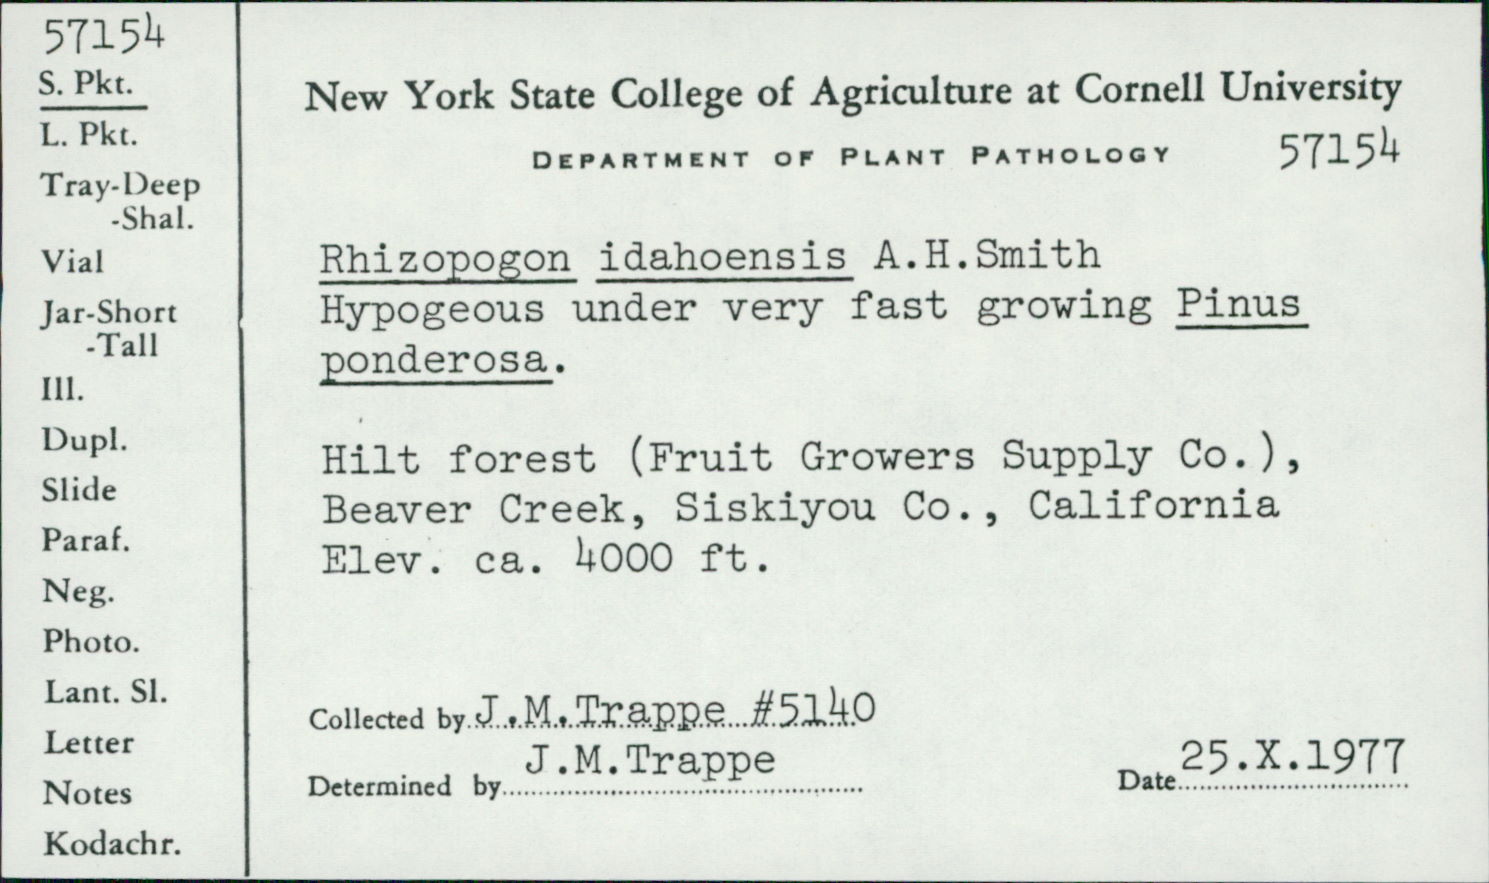 57154
S. Pkt.
L. Pkt.
Tray-Deep
-Shal.
Vial
Jar-Short
-Tall
Ill.
Dupl.
Slide
Paraf.
Neg.
Photo.
Lant. Sl.
Letter
Notes
Kodachr.
New York State College of Agriculture at Cornell University
DEPARTMENT OF PLANT PATHOLOGY 57154
Rhizopogon idahoensis A.H.Smith
Hypogeous under very fast growing Pinus
ponderosa.
Hilt forest (Fruit Growers Supply Co.),
Beaver Creek, Siskiyou Co., California
Elev. ca. 4000 ft.
Collected by J.M.Trappe #5140
Determined by J.M.Trappe
Date 25.X.1977